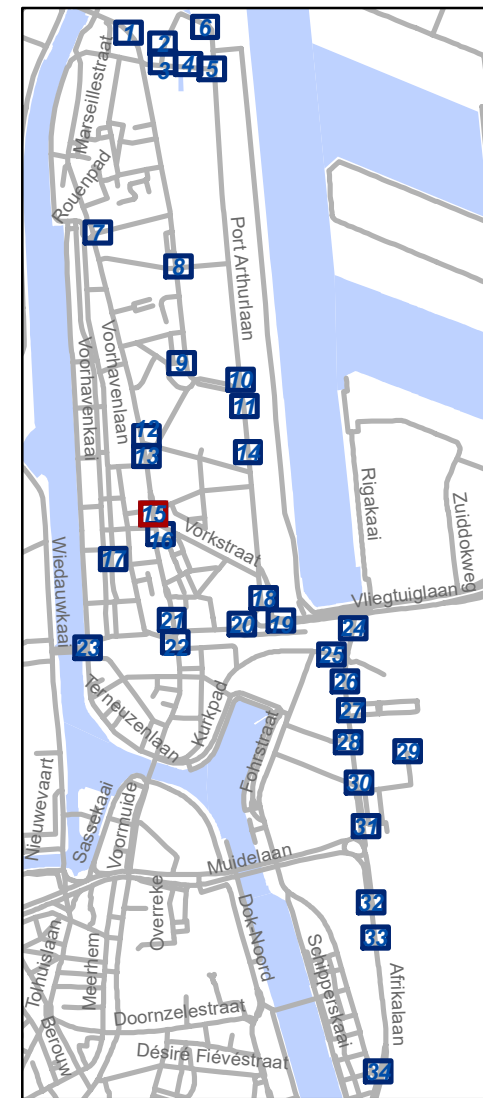 1
2
6
3
4
5
Marseillestraat
Rouenpad
7
8
Port Arthurlaan
Voorhavenlaan
Voorhavenkaai
9
10
11
12
13
14
Rigakaai
Zuiddokweg
15
16
Vorkstraat
17
Wiedauwkaai
18
19
20
21
22
23
Vliegtuiglaan
24
25
26
27
28
29
30
31
Terneuzenlaan
Kurkpad
Fohrstraat
Nieuwevaart
Sassekaai
Voormuide
Muidelaan
Overreke
Meerhem
Tolhuislaan
Berouw
Dok-Noord
32
33
Schipperskaai
Afrikalaan
Doornzelestraat
Désiré Fiévéstraat
34